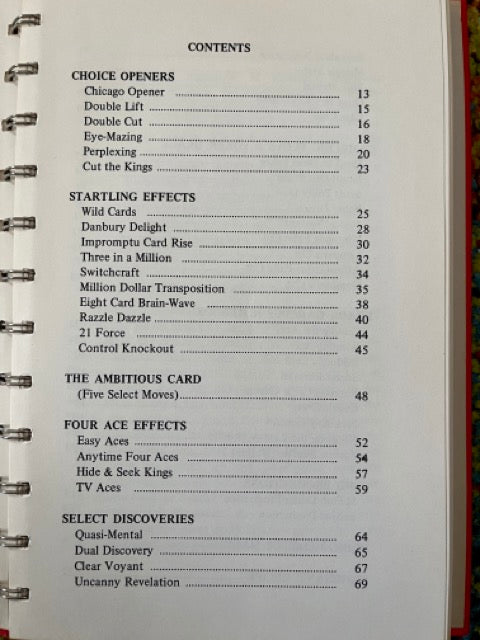 CONTENTS
CHOICE OPENERS
Chicago Opener ........................................ 13
Double Lift ........................................ 15
Double Cut ........................................ 16
Eye-Mazing ........................................ 18
Perplexing ........................................ 20
Cut the Kings ........................................ 23
STARTLING EFFECTS
Wild Cards ........................................ 25
Danbury Delight ........................................ 28
Impromptu Card Rise ........................................ 30
Three in a Million ........................................ 32
Switchcraft ........................................ 34
Million Dollar Transposition ........................................ 35
Eight Card Brain-Wave ........................................ 38
Razzle Dazzle ........................................ 40
21 Force ........................................ 44
Control Knockout ........................................ 45
THE AMBITIOUS CARD
(Five Select Moves) ........................................ 48
FOUR ACE EFFECTS
Easy Aces ........................................ 52
Anytime Four Aces ........................................ 54
Hide & Seek Kings ........................................ 57
TV Aces ........................................ 59
SELECT DISCOVERIES
Quasi-Mental ........................................ 64
Dual Discovery ........................................ 65
Clear Voyant ........................................ 67
Uncanny Revelation ........................................ 69